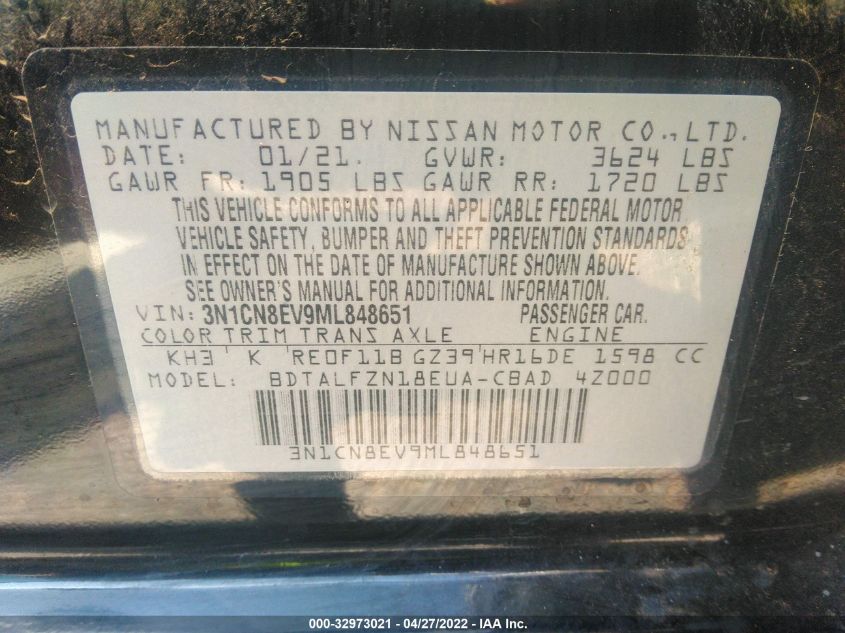 MANUFACTURED BY NISSAN MOTOR CO., LTD.
DATE: 01/21. GVWR: 3624 LBS
GAWR FR: 1905 LBS GAWR RR: 1720 LBS
THIS VEHICLE CONFORMS TO ALL APPLICABLE FEDERAL MOTOR
VEHICLE SAFETY, BUMPER AND THEFT PREVENTION STANDARDS
IN EFFECT ON THE DATE OF MANUFACTURE SHOWN ABOVE.
SEE OWNER'S MANUAL FOR ADDITIONAL INFORMATION.
VIN: 3N1CN8EV9ML848651 PASSENGER CAR.
COLOR TRIM TRANS AXLE ENGINE
KH3 K RE0F11B GZ39 HR16DE 1598 CC
MODEL: BDTALFZN18EUA-CBAD 4Z000
3N1CN8EV9ML848651
000-32973021 - 04/27/2022 - IAA Inc.